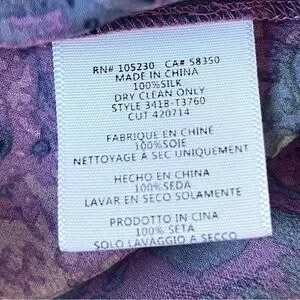 RN# 105230 CA# 58350
MADE IN CHINA
100%SILK
DRY CLEAN ONLY
STYLE 3418-T3760
CUT 420714
FABRIQUE EN CHINE
100%SOIE
NETTOYAGE A SEC UNIQUEMENT
HECHO EN CHINA
100%SEDA
LAVAR EN SECO SOLAMENTE
PRODOTTO IN CINA
100% SETA
SOLO LAVAGGIO A SECCO